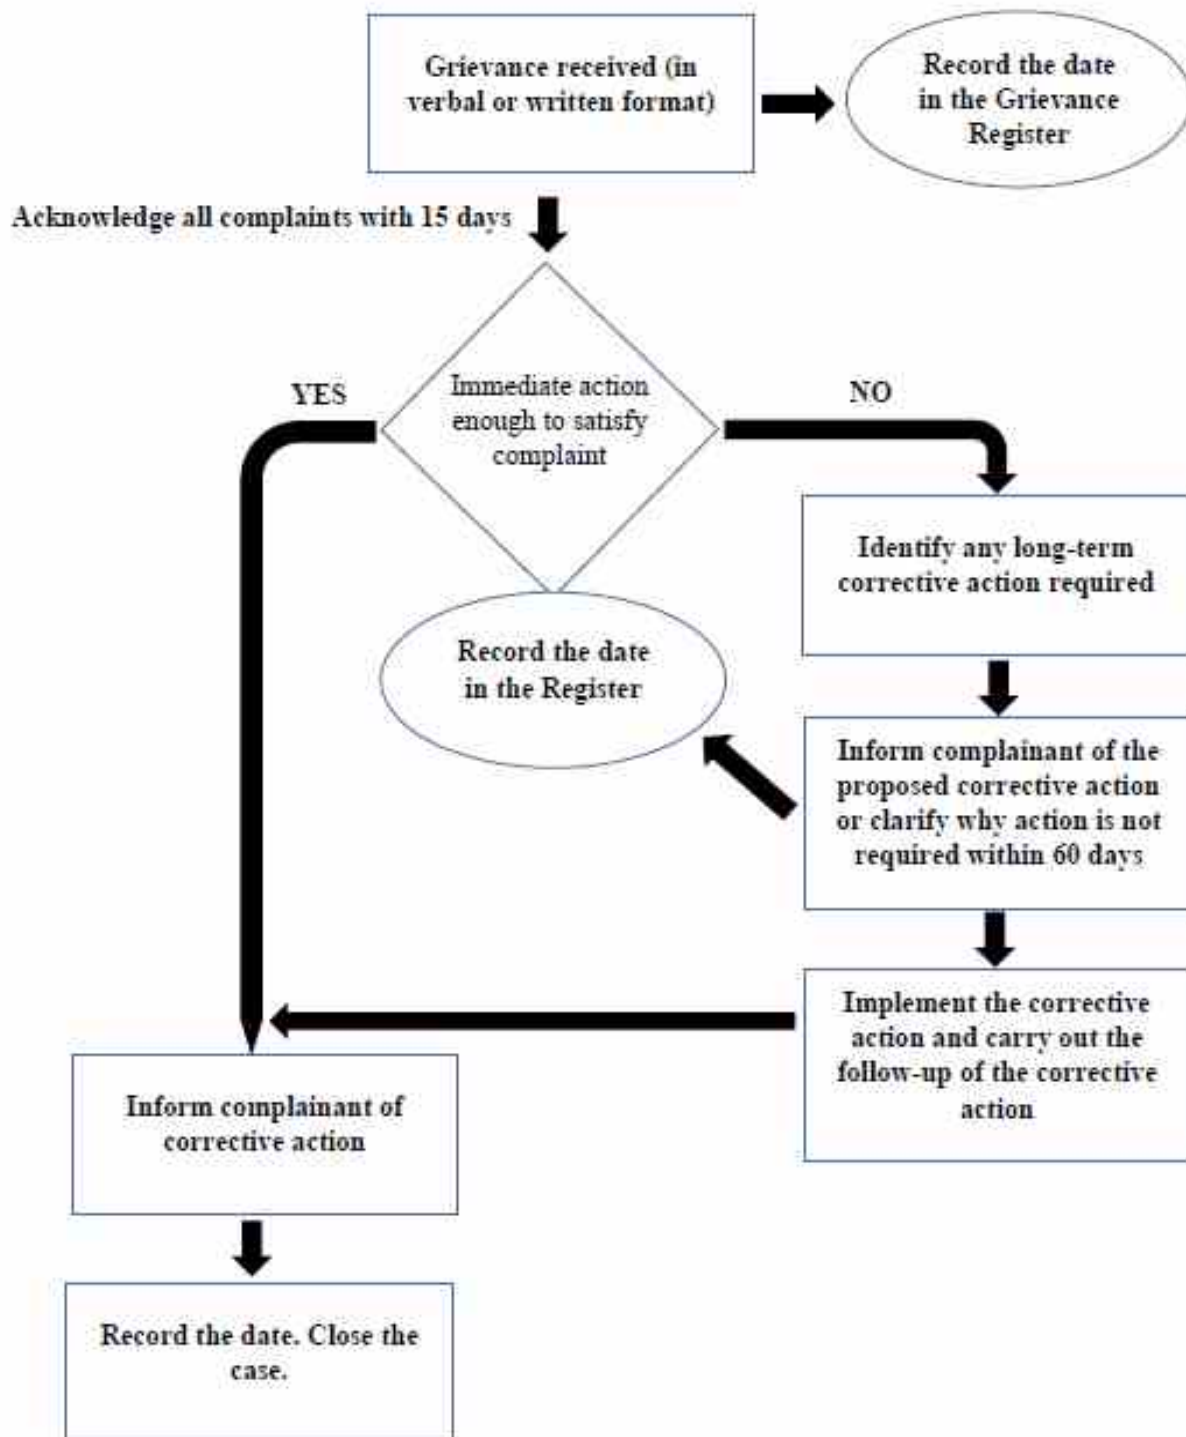 Grievance received (in
verbal or written format)
Record the date
in the Grievance
Register
Acknowledge all complaints with 15 days
Immediate action
enough to satisfy
complaint
YES
NO
Identify any long-term
corrective action required
Record the date
in the Register
Inform complainant of the
proposed corrective action
or clarify why action is not
required within 60 days
Implement the corrective
action and carry out the
follow-up of the corrective
action
Inform complainant of
corrective action
Record the date. Close the
case.